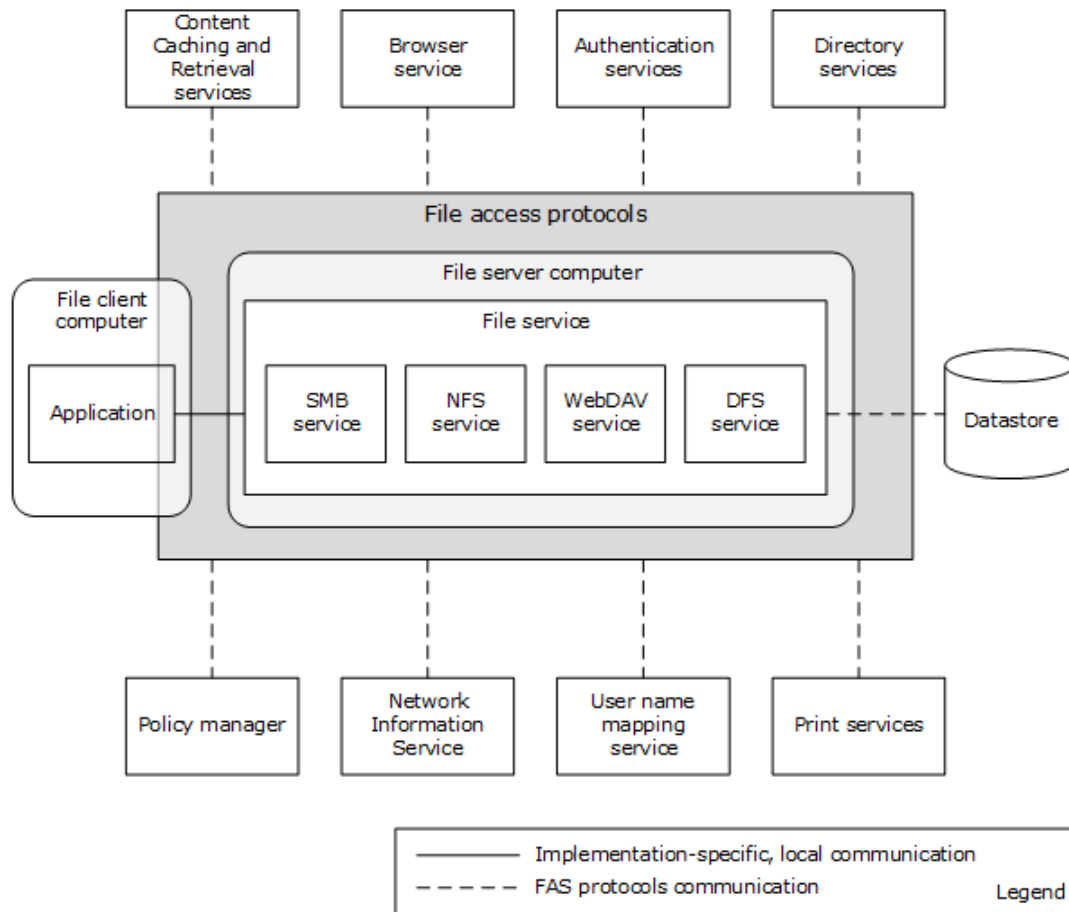 Content
Caching and
Retrieval
services
Browser
service
Authentication
services
Directory
services
File access protocols
File server computer
File client
computer
File service
Application
SMB
service
NFS
service
WebDAV
service
DFS
service
Datastore
Policy manager
Network
Information
Service
User name
mapping
service
Print services
Implementation-specific, local communication
FAS protocols communication
Legend